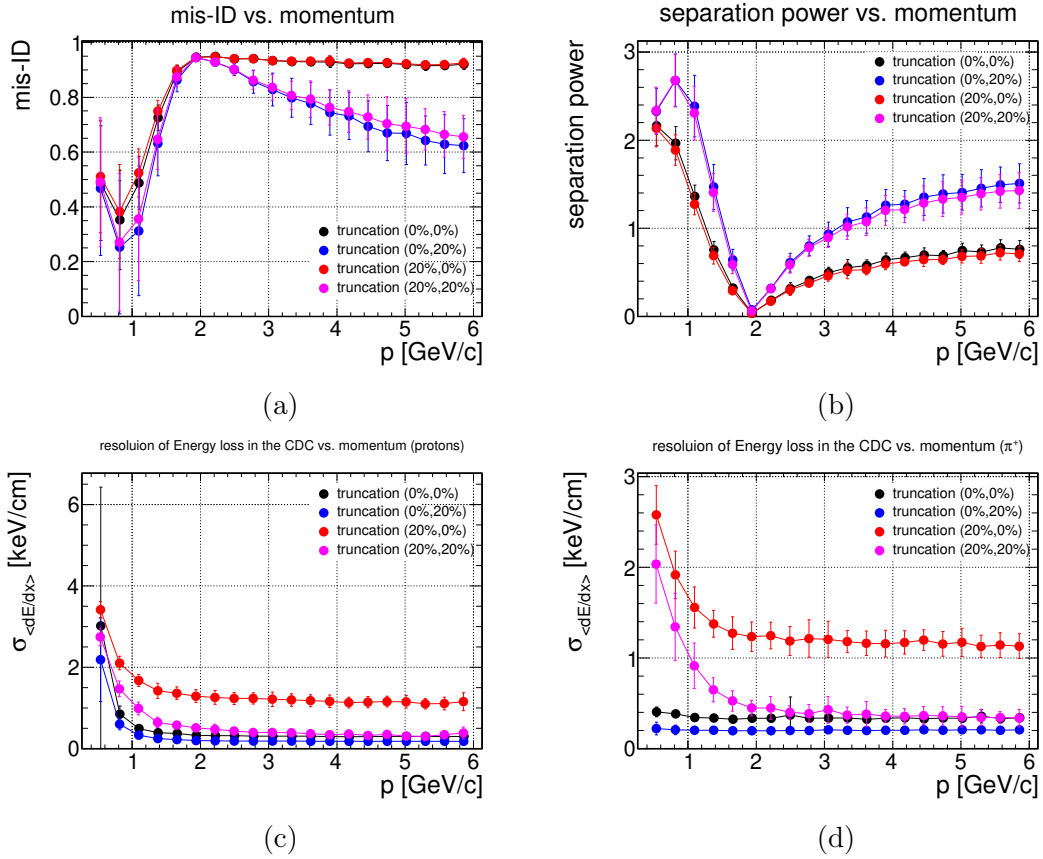 mis-ID vs. momentum
mis-ID
1
0.8
0.6
0.4
0.2
0
truncation (0%,0%)
truncation (0%,20%)
truncation (20%,0%)
truncation (20%,20%)
1 2 3 4 5 6
p [GeV/c]
(a)
separation power vs. momentum
separation power
3
2
1
0
truncation (0%,0%)
truncation (0%,20%)
truncation (20%,0%)
truncation (20%,20%)
1 2 3 4 5 6
p [GeV/c]
(b)
resoluion of Energy loss in the CDC vs. momentum (protons)
σ<dE/dx> [keV/cm]
6
4
2
0
truncation (0%,0%)
truncation (0%,20%)
truncation (20%,0%)
truncation (20%,20%)
1 2 3 4 5 6
p [GeV/c]
(c)
resoluion of Energy loss in the CDC vs. momentum (π⁺)
σ<dE/dx> [keV/cm]
3
2
1
0
truncation (0%,0%)
truncation (0%,20%)
truncation (20%,0%)
truncation (20%,20%)
1 2 3 4 5 6
p [GeV/c]
(d)